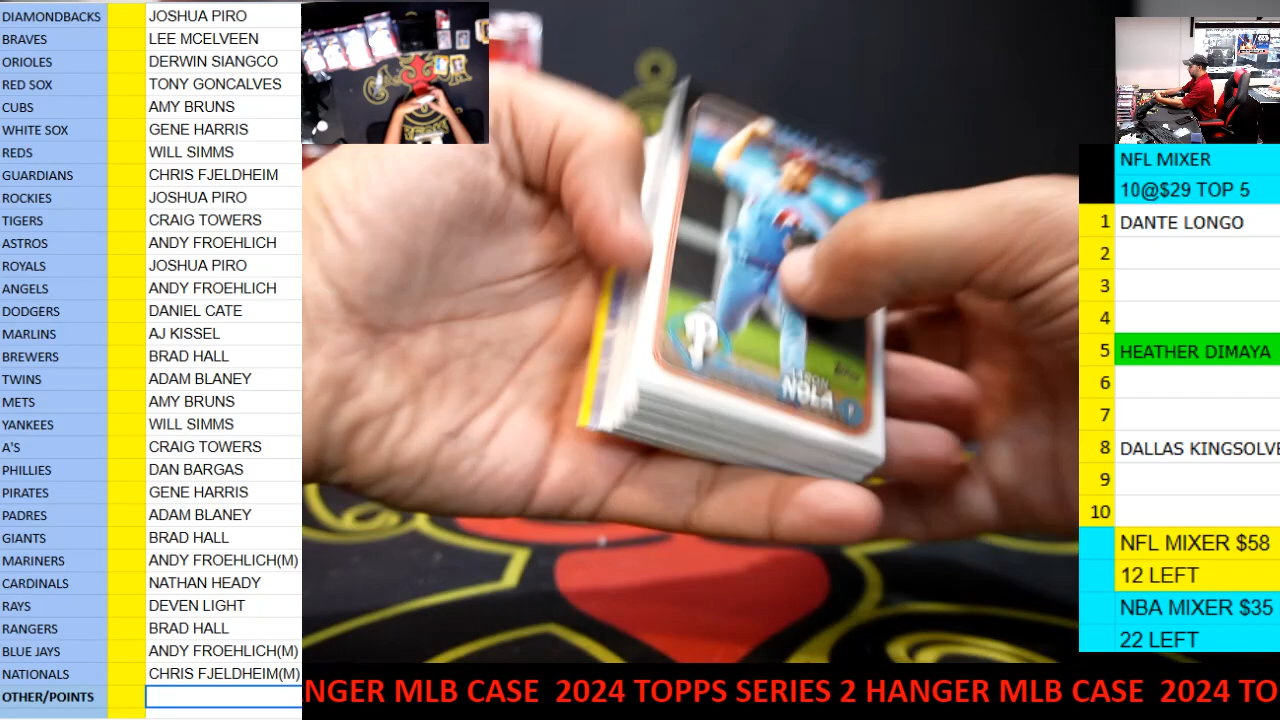 DIAMONDBACKS JOSHUA PIRO
BRAVES LEE MCELVEEN
ORIOLES DERWIN SIANGCO
RED SOX TONY GONCALVES
CUBS AMY BRUNS
WHITE SOX GENE HARRIS
REDS WILL SIMMS
GUARDIANS CHRIS FJELDHEIM
ROCKIES JOSHUA PIRO
TIGERS CRAIG TOWERS
ASTROS ANDY FROEHLICH
ROYALS JOSHUA PIRO
ANGELS ANDY FROEHLICH
DODGERS DANIEL CATE
MARLINS AJ KISSEL
BREWERS BRAD HALL
TWINS ADAM BLANEY
METS AMY BRUNS
YANKEES WILL SIMMS
A'S CRAIG TOWERS
PHILLIES DAN BARGAS
PIRATES GENE HARRIS
PADRES ADAM BLANEY
GIANTS BRAD HALL
MARINERS ANDY FROEHLICH(M)
CARDINALS NATHAN HEADY
RAYS DEVEN LIGHT
RANGERS BRAD HALL
BLUE JAYS ANDY FROEHLICH(M)
NATIONALS CHRIS FJELDHEIM(M)
OTHER/POINTS
NOLA
NFL MIXER
10@$29 TOP 5
1 DANTE LONGO
2
3
4
5 HEATHER DIMAYA
6
7
8 DALLAS KINGSOLVE
9
10
NFL MIXER $58
12 LEFT
NBA MIXER $35
22 LEFT
NGER MLB CASE 2024 TOPPS SERIES 2 HANGER MLB CASE 2024 TO